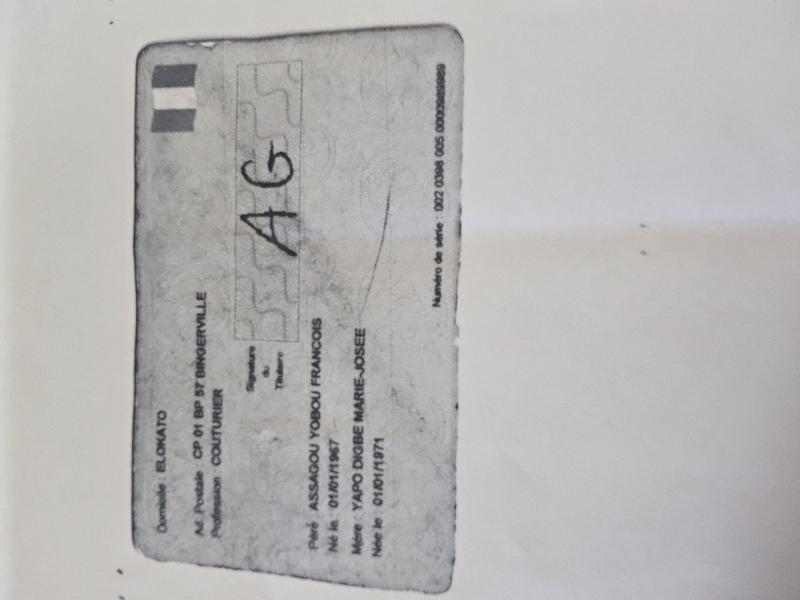 Domicile : ELOKATO
Ad. Postale : CP 01 BP 57 BINGERVILLE
Profession : COUTURIER
Signature
du
Titulaire
A G
Père : ASSAGOU YOBOU FRANCOIS
Né le : 01/01/1967
Mère : YAPO DIGBE MARIE-JOSEE
Née le : 01/01/1971
Numéro de série : 002 0398 005 0000989989